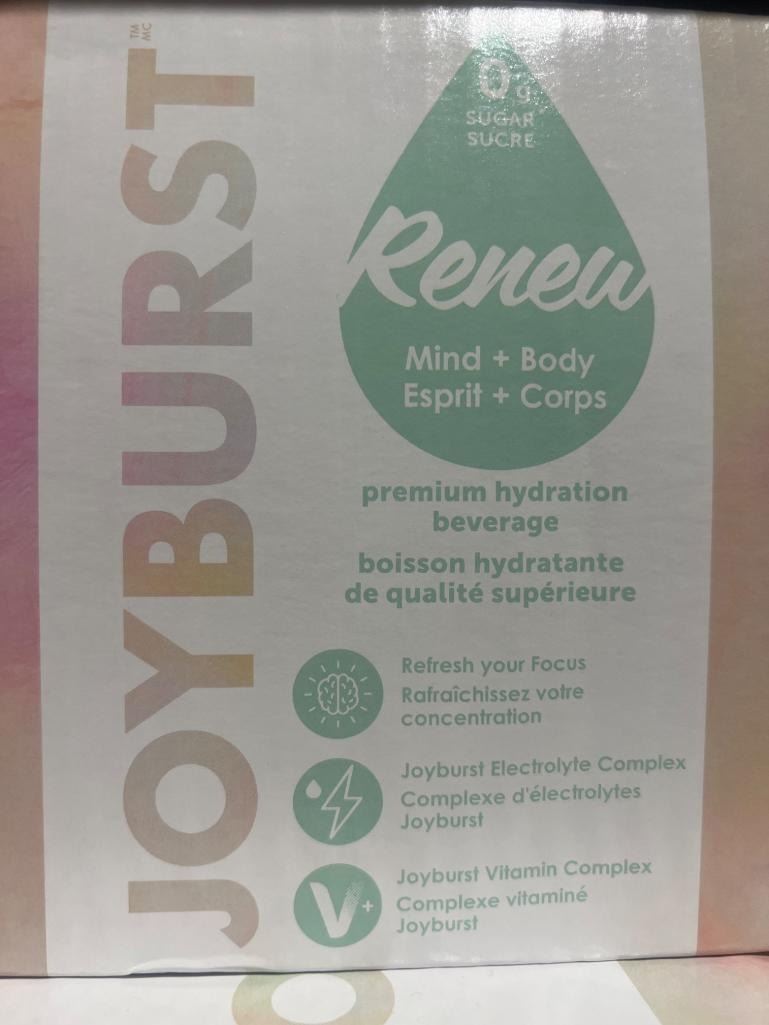 JOYBURST
TM
MC
0g
SUGAR
SUCRE
Renew
Mind + Body
Esprit + Corps
premium hydration
beverage
boisson hydratante
de qualité supérieure
Refresh your Focus
Rafraîchissez votre
concentration
Joyburst Electrolyte Complex
Complexe d'électrolytes
Joyburst
V+
Joyburst Vitamin Complex
Complexe vitaminé
Joyburst